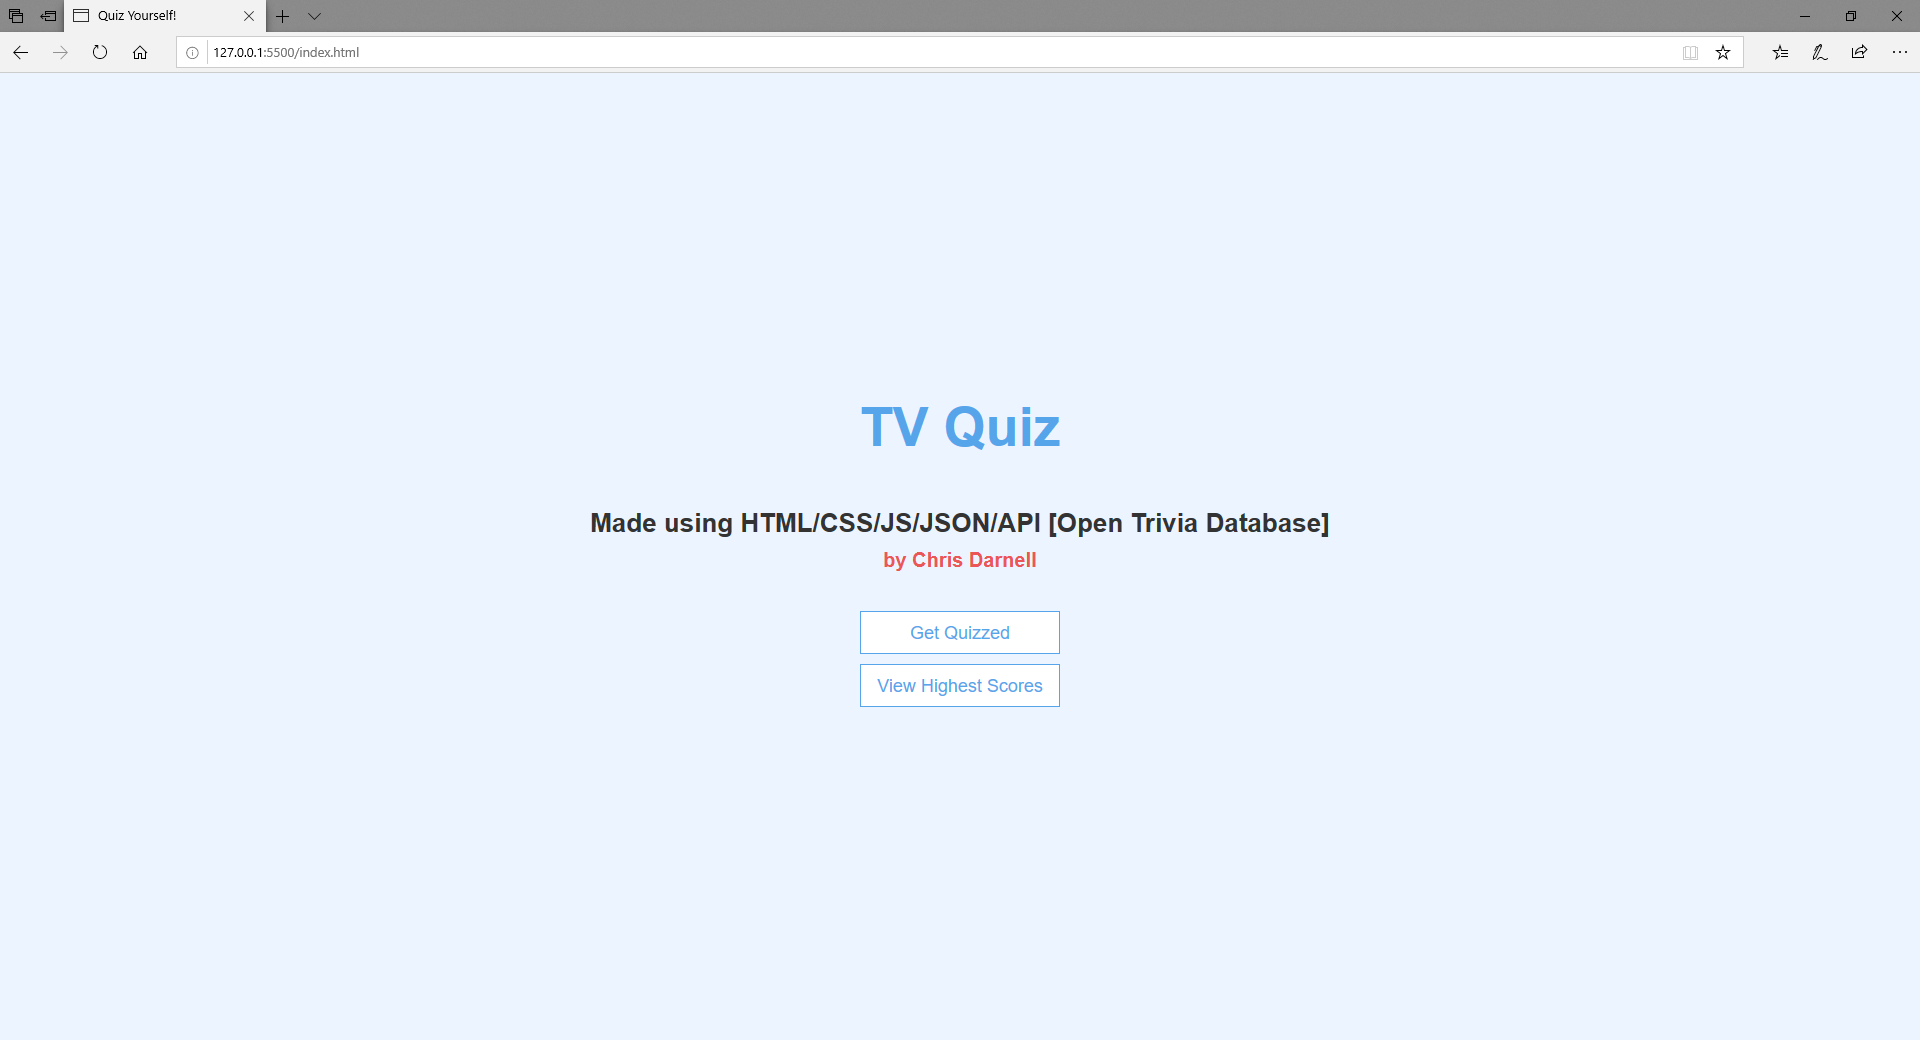 Quiz Yourself!
127.0.0.1:5500/index.html
TV Quiz
Made using HTML/CSS/JS/JSON/API [Open Trivia Database]
by Chris Darnell
Get Quizzed
View Highest Scores